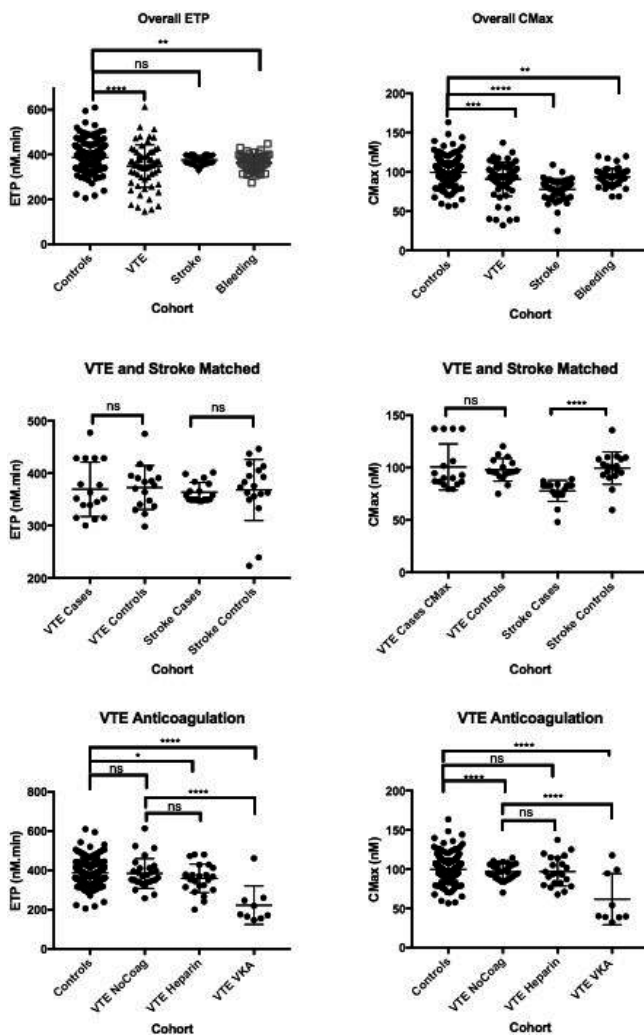 Overall ETP
**
ns
****
600
400
200
0
ETP (nM.min)
Controls
VTE
Stroke
Bleeding
Cohort
Overall CMax
**
****
***
200
150
100
50
0
CMax (nM)
Controls
VTE
Stroke
Bleeding
Cohort
VTE and Stroke Matched
ns
ns
500
400
300
200
ETP (nM.min)
VTE Cases
VTE Controls
Stroke Cases
Stroke Controls
Cohort
VTE and Stroke Matched
ns
****
150
100
50
0
CMax (nM)
VTE Cases CMax
VTE Controls
Stroke Cases
Stroke Controls
Cohort
VTE Anticoagulation
****
*
ns
****
ns
800
600
400
200
0
ETP (nM.min)
Controls
VTE NoCoag
VTE Heparin
VTE VKA
Cohort
VTE Anticoagulation
****
ns
****
****
ns
200
150
100
50
0
CMax (nM)
Controls
VTE NoCoag
VTE Heparin
VTE VKA
Cohort